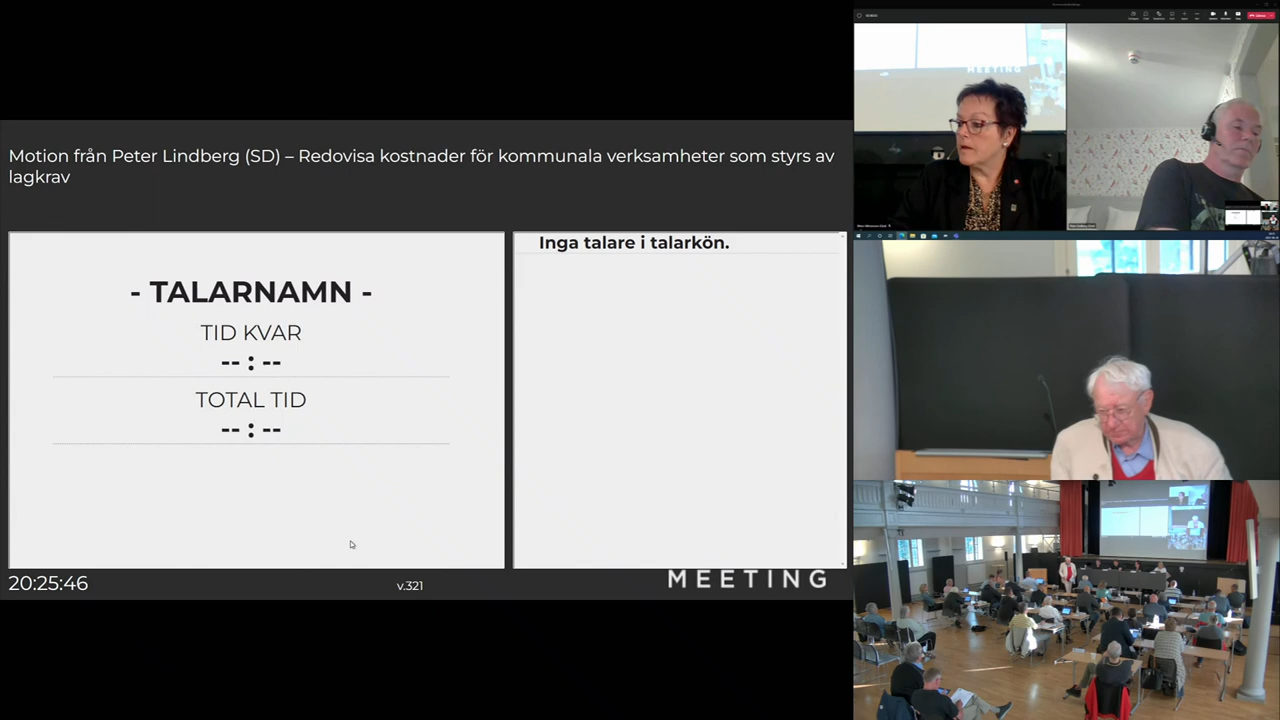 Motion från Peter Lindberg (SD) – Redovisa kostnader för kommunala verksamheter som styrs av
lagkrav
- TALARNAMN -
TID KVAR
-- : --
TOTAL TID
-- : --
Inga talare i talarkön.
20:25:46
v.321
MEETING
MEETING